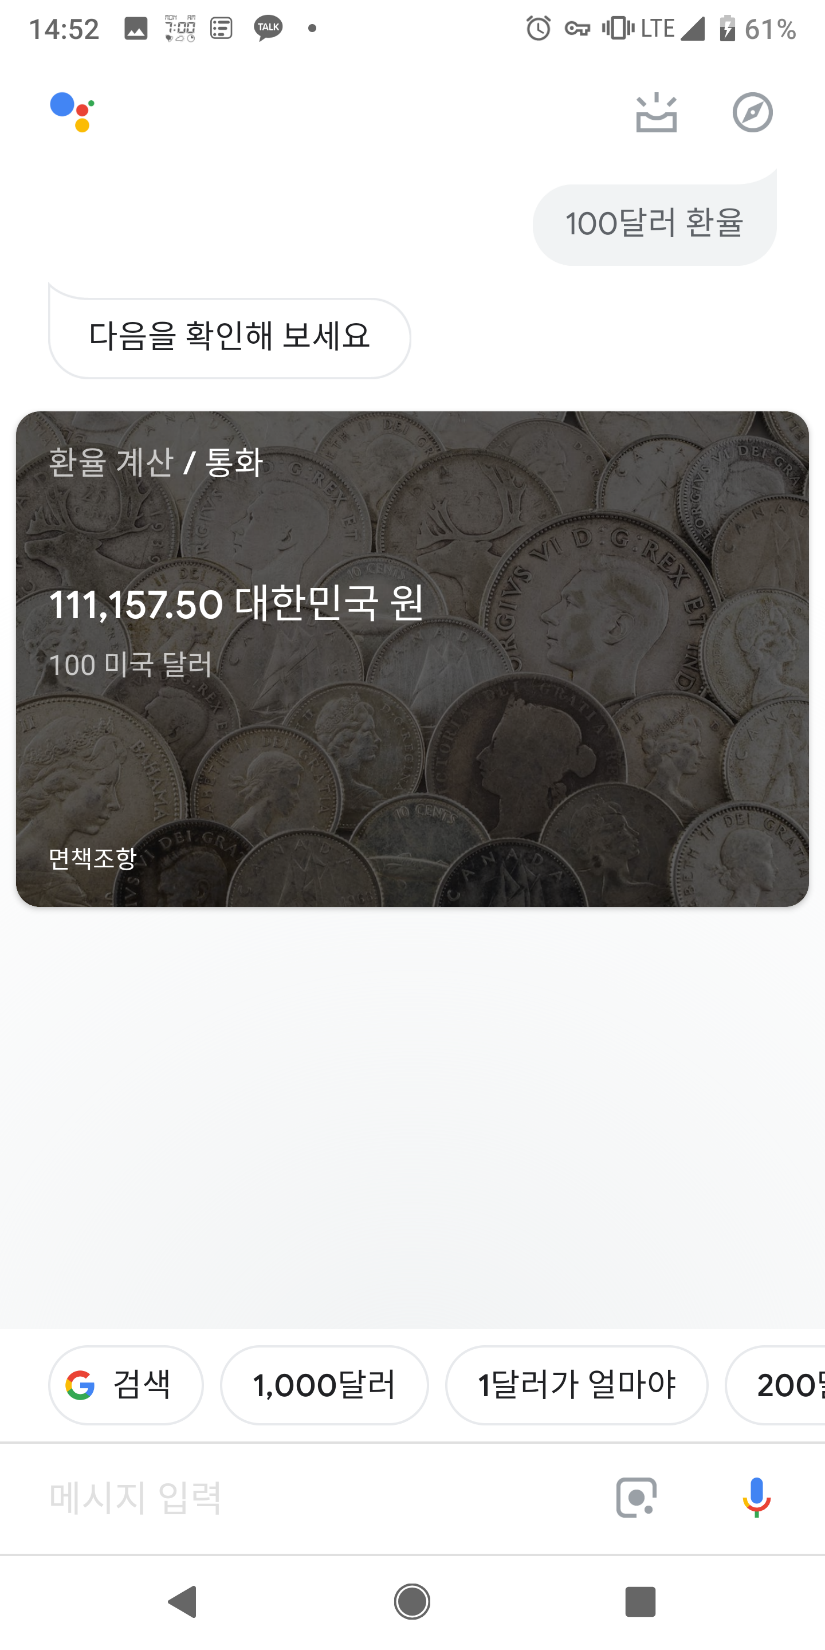 14:52 TALK LTE 61%
100달러 환율
다음을 확인해 보세요
환율 계산 / 통화
111,157.50 대한민국 원
100 미국 달러
면책조항
검색 1,000달러 1달러가 얼마야
메시지 입력